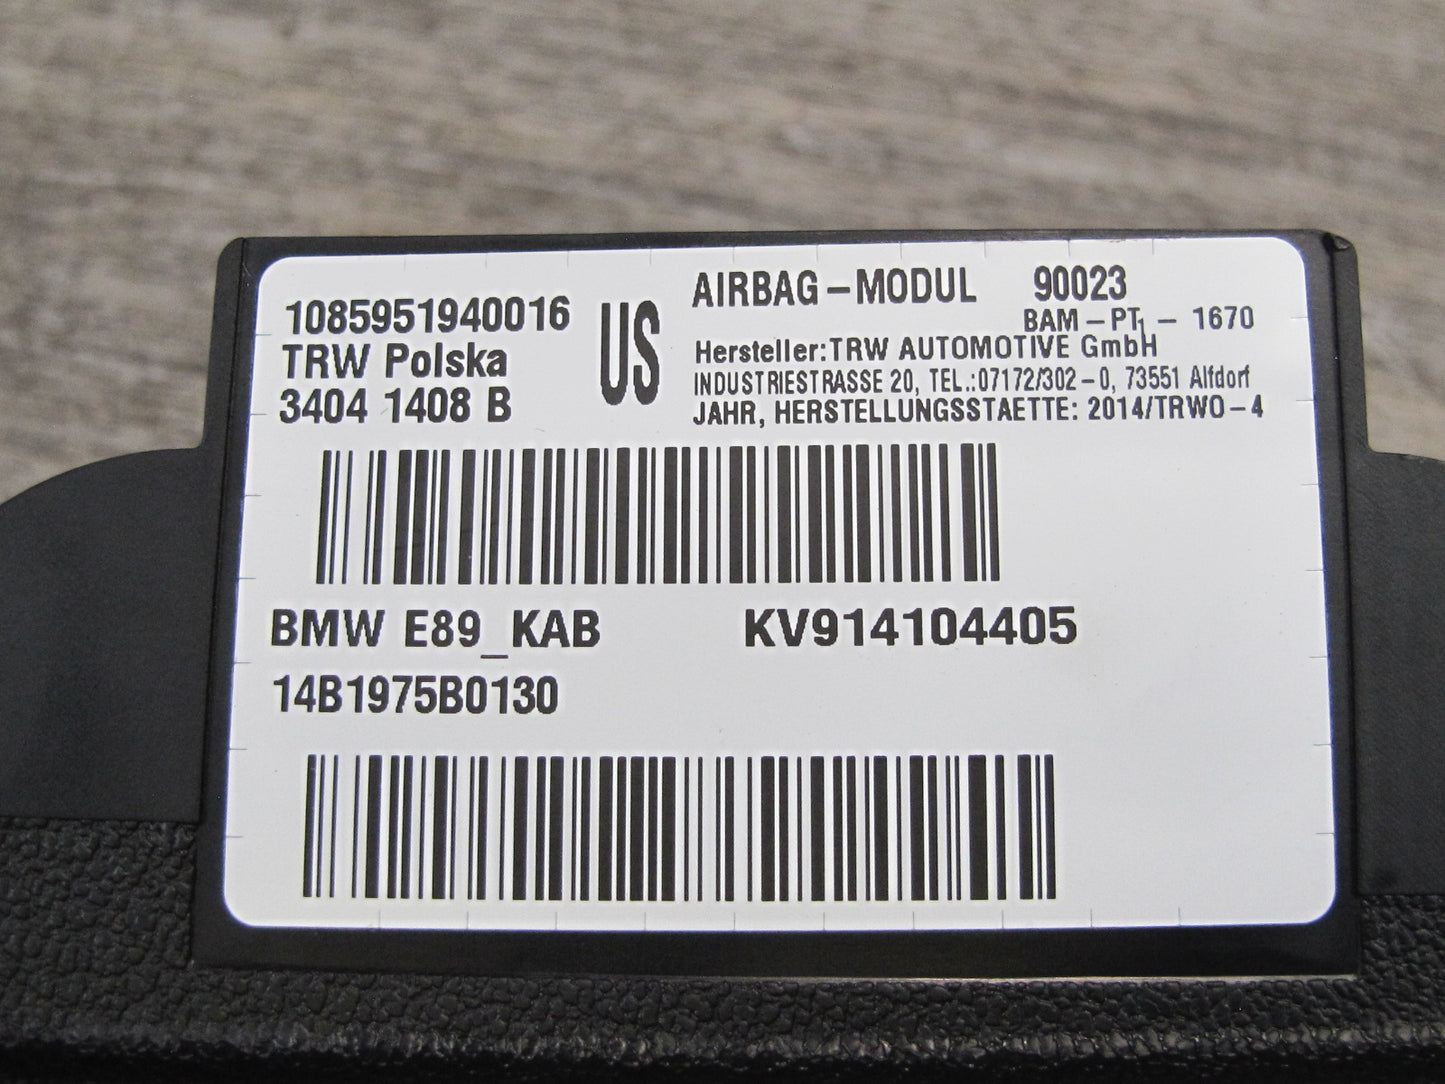 1085951940016
TRW Polska
3404 1408 B
US
AIRBAG-MODUL 90023
BAM-PT1 - 1670
Hersteller:TRW AUTOMOTIVE GmbH
INDUSTRIESTRASSE 20, TEL.:07172/302-0, 73551 Alfdorf
JAHR, HERSTELLUNGSSTAETTE: 2014/TRWO-4
BMW E89_KAB KV914104405
14B1975B0130